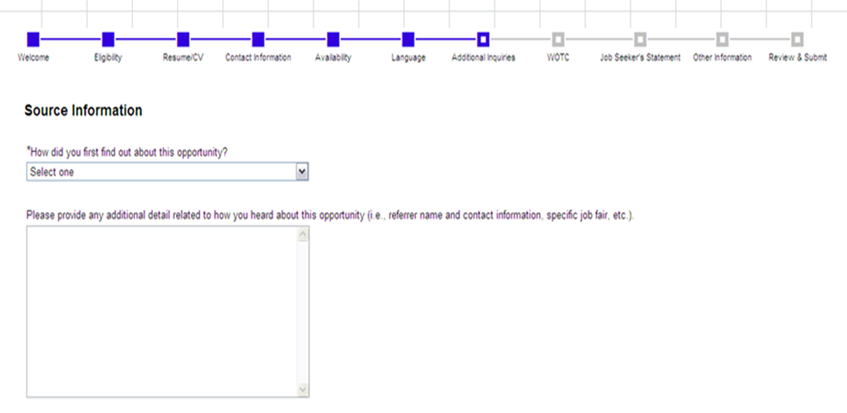 Welcome Eligibility Resume/CV Contact Information Availability Language Additional Inquiries WOTC Job Seeker's Statement Other Information Review & Submit
Source Information
*How did you first find out about this opportunity?
Select one
Please provide any additional detail related to how you heard about this opportunity (i.e., referrer name and contact information, specific job fair, etc.).